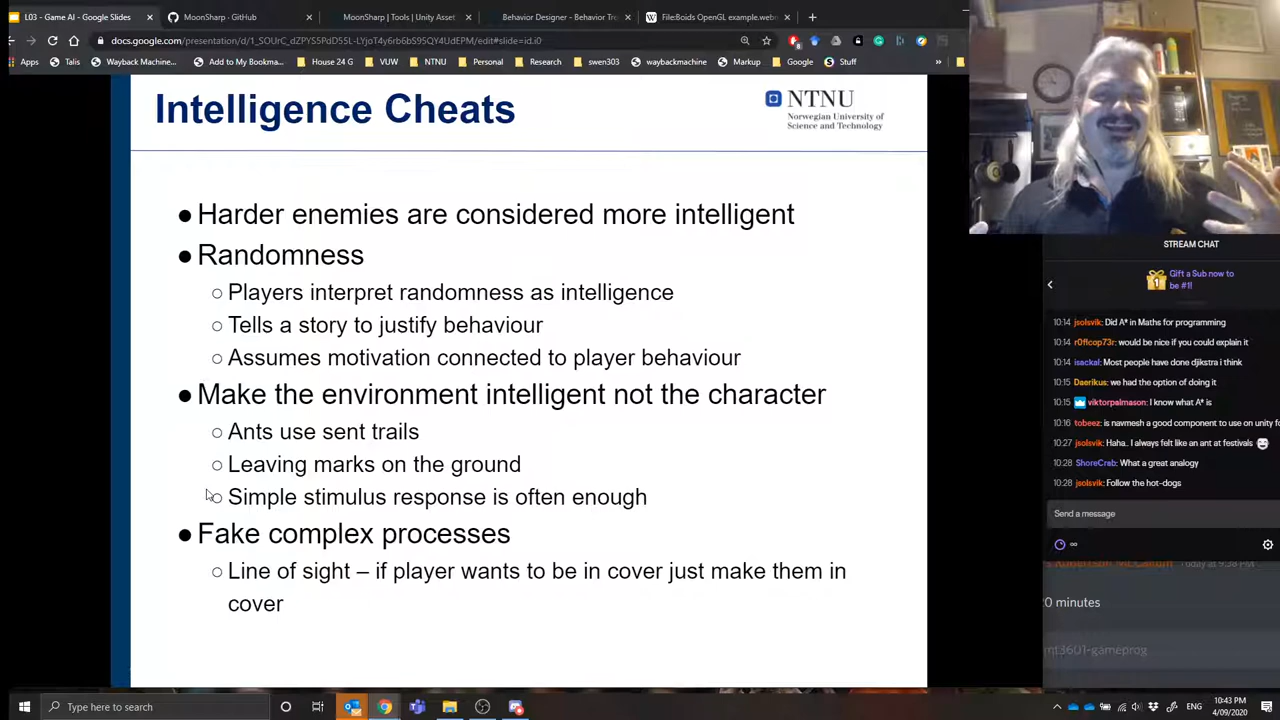 L03 - Game AI - Google Slides
MoonSharp · GitHub
MoonSharp | Tools | Unity Asset
Behavior Designer - Behavior Tre
File:Boids OpenGL example.web
docs.google.com/presentation/d/1_SOUrC_dZPYS5PdD55L-LYjoT4y6rb6bS95QY4UdEPM/edit#slide=id.i0
Apps
Talis
Wayback Machine...
Add to My Bookma...
House 24 G
VUW
NTNU
Personal
Research
swen303
waybackmachine
Markup
Google
Stuff
Intelligence Cheats
NTNU
Norwegian University of
Science and Technology
● Harder enemies are considered more intelligent
● Randomness
○ Players interpret randomness as intelligence
○ Tells a story to justify behaviour
○ Assumes motivation connected to player behaviour
● Make the environment intelligent not the character
○ Ants use sent trails
○ Leaving marks on the ground
○ Simple stimulus response is often enough
● Fake complex processes
○ Line of sight – if player wants to be in cover just make them in
cover
STREAM CHAT
Gift a Sub now to
be #1!
10:14 jsolsvik: Did A* in Maths for programming
10:14 r0flcop73r: would be nice if you could explain it
10:14 isackal: Most people have done djikstra i think
10:15 Daerikus: we had the option of doing it
10:15 viktorpalmason: I know what A* is
10:16 tobeez: is navmesh a good component to use on unity fo
10:27 jsolsvik: Haha.. I always felt like an ant at festivals
10:28 ShoreCrab: What a great analogy
10:28 jsolsvik: Follow the hot-dogs
Send a message
∞
Today at 9:38 PM
0 minutes
Type here to search
ENG
10:43 PM
4/09/2020